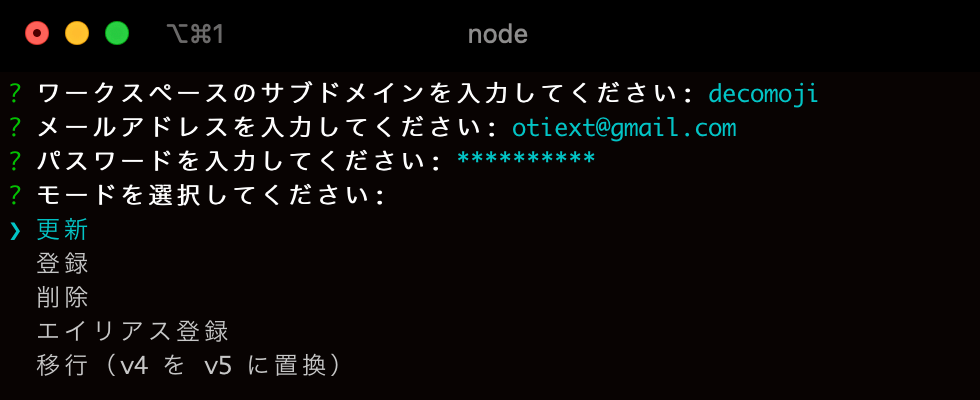 ⌥⌘1 node
? ワークスペースのサブドメインを入力してください: decomoji
? メールアドレスを入力してください: otiext@gmail.com
? パスワードを入力してください: **********
? モードを選択してください:
❯ 更新
登録
削除
エイリアス登録
移行（v4 を v5 に置換）